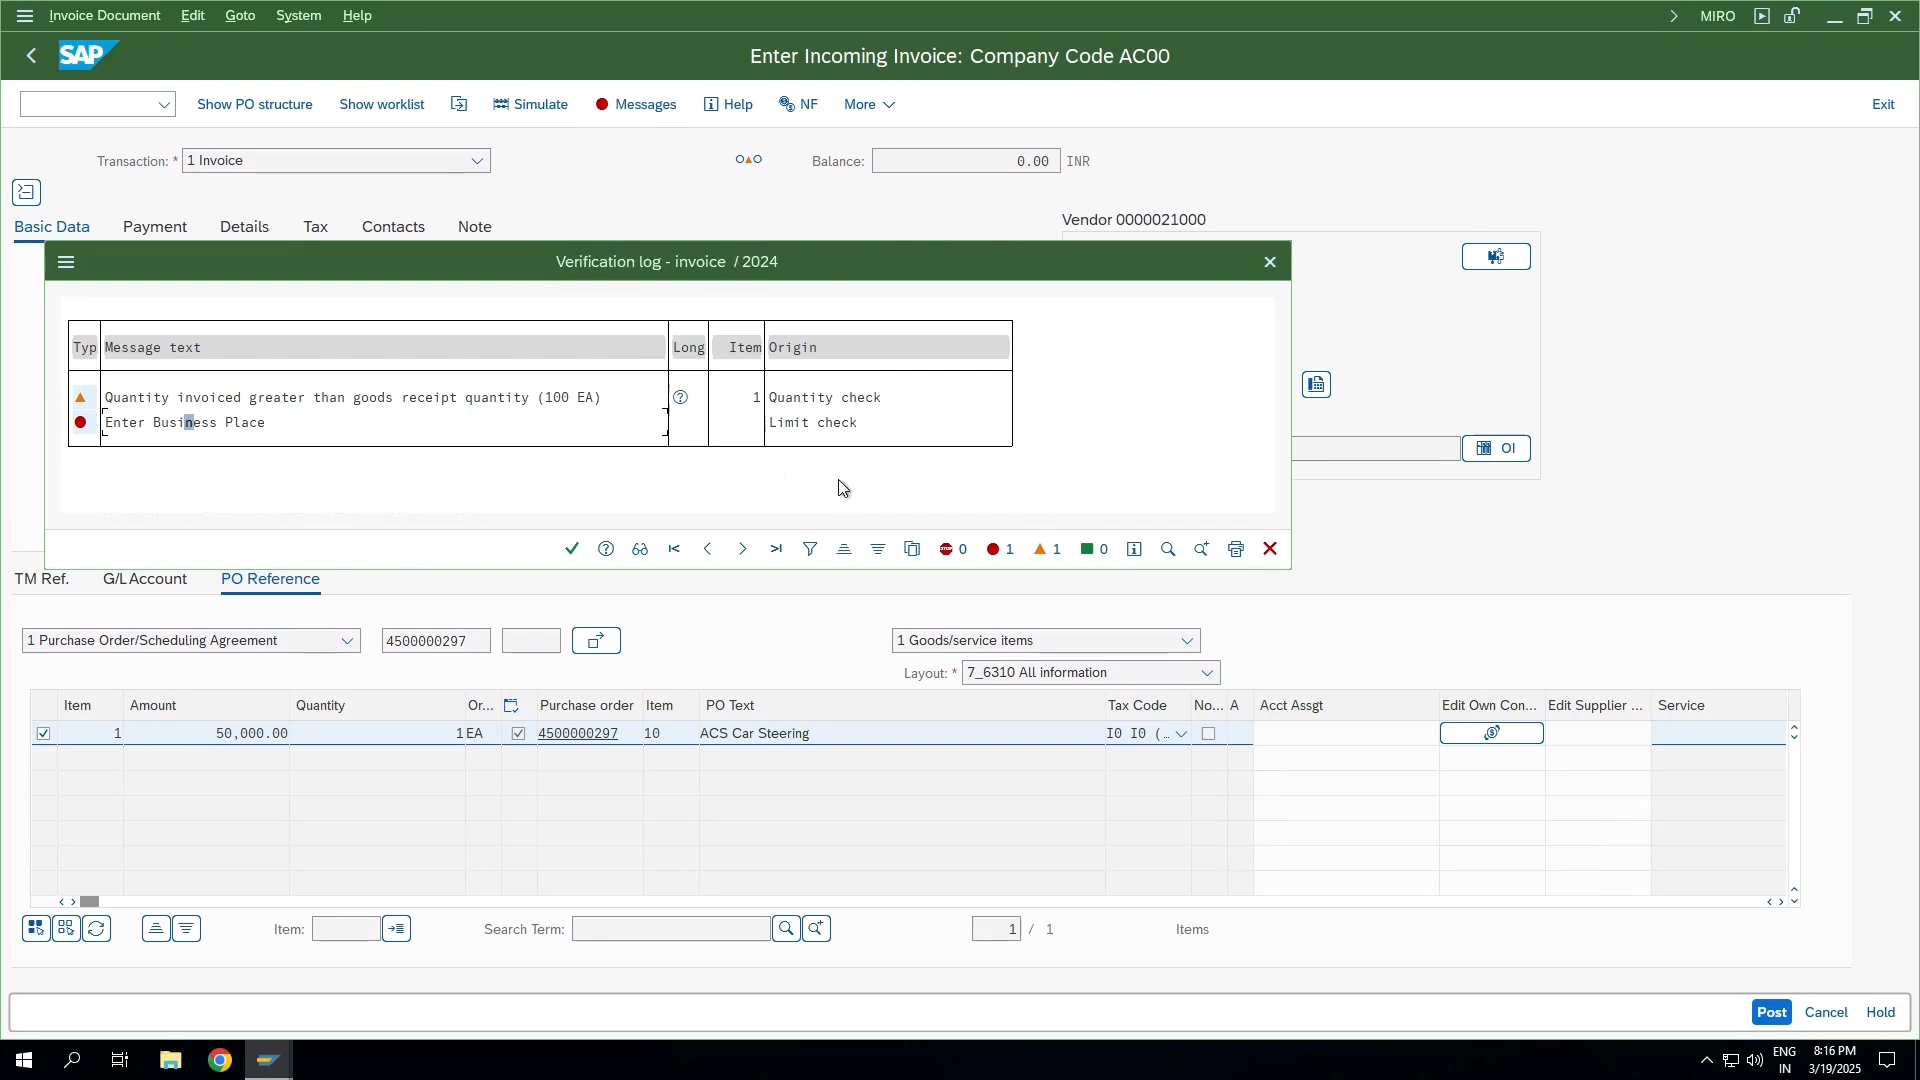 Invoice Document Edit Goto System Help MIRO
SAP Enter Incoming Invoice: Company Code AC00
Show PO structure Show worklist Simulate Messages Help NF More Exit
Transaction: * 1 Invoice Balance: 0.00 INR
Basic Data Payment Details Tax Contacts Note
Vendor 0000021000
Verification log - invoice / 2024
Typ Message text Long Item Origin
Quantity invoiced greater than goods receipt quantity (100 EA) 1 Quantity check
Enter Business Place Limit check
OI
STOP 0 1 1 0
TM Ref. G/L Account PO Reference
1 Purchase Order/Scheduling Agreement 4500000297 1 Goods/service items
Layout: * 7_6310 All information
Item Amount Quantity Or... Purchase order Item PO Text Tax Code No... A Acct Assgt Edit Own Con... Edit Supplier ... Service
1 50,000.00 1 EA 4500000297 10 ACS Car Steering I0 I0 (...
Item: Search Term: 1 / 1 Items
Post Cancel Hold
ENG
IN
8:16 PM
3/19/2025